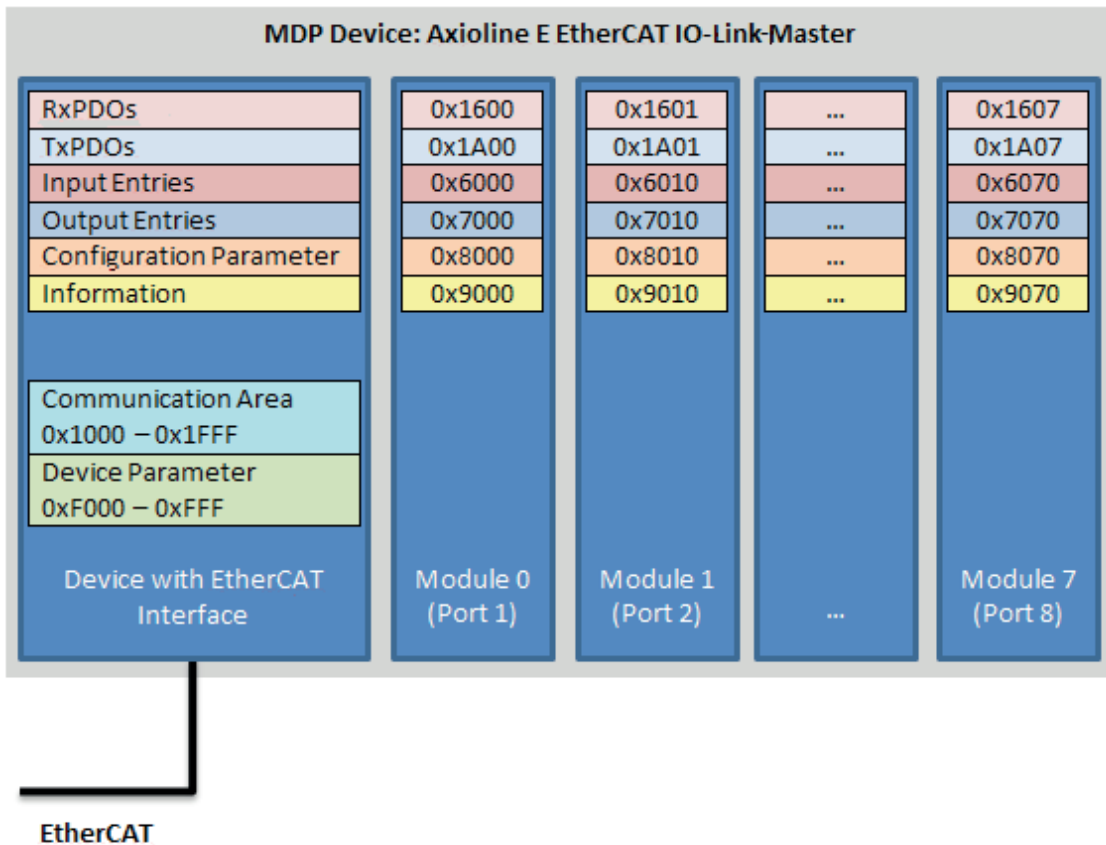 MDP Device: Axioline E EtherCAT IO-Link-Master
RxPDOs 0x1600 0x1601 ... 0x1607
TxPDOs 0x1A00 0x1A01 ... 0x1A07
Input Entries 0x6000 0x6010 ... 0x6070
Output Entries 0x7000 0x7010 ... 0x7070
Configuration Parameter 0x8000 0x8010 ... 0x8070
Information 0x9000 0x9010 ... 0x9070
Communication Area
0x1000 – 0x1FFF
Device Parameter
0xF000 – 0xFFF
Device with EtherCAT
Interface
Module 0
(Port 1)
Module 1
(Port 2)
...
Module 7
(Port 8)
EtherCAT